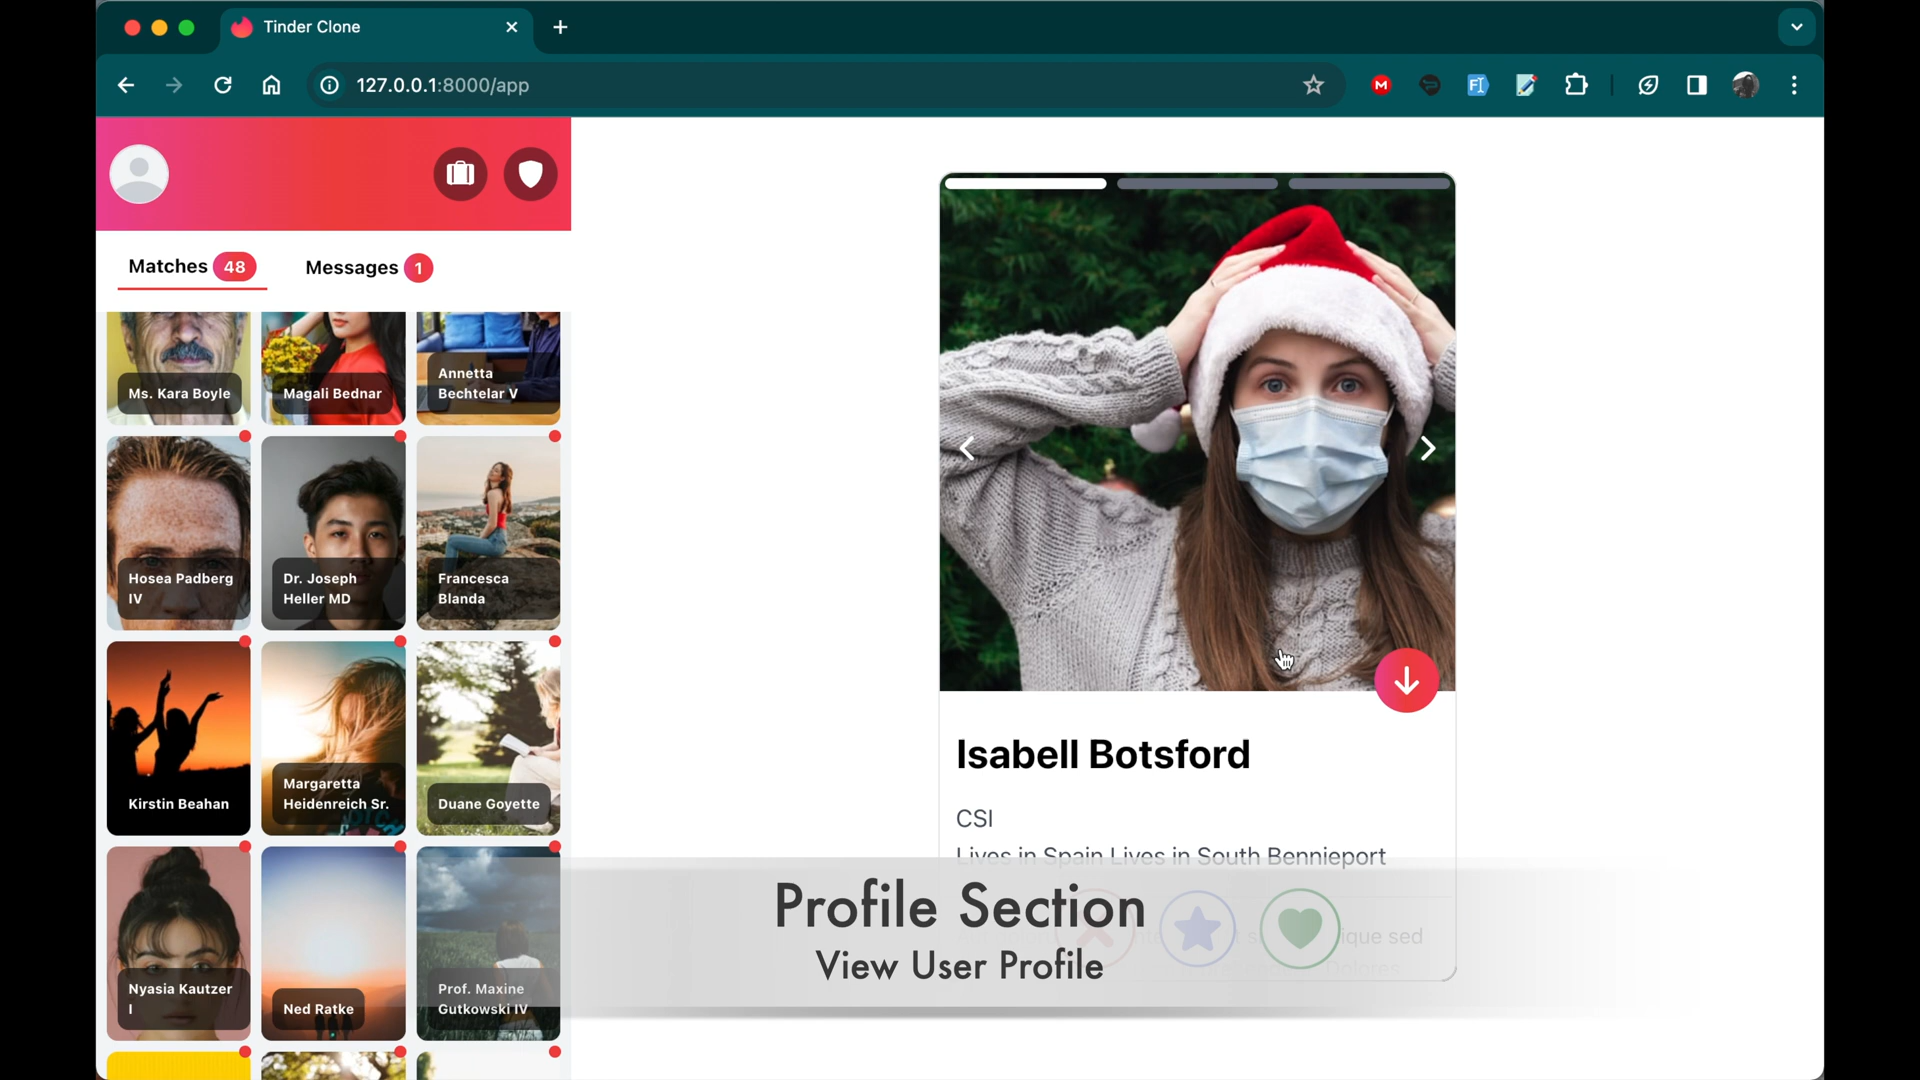 Tinder Clone
127.0.0.1:8000/app
Matches 48
Messages 1
Ms. Kara Boyle
Magali Bednar
Annetta
Bechtelar V
Hosea Padberg
IV
Dr. Joseph
Heller MD
Francesca
Blanda
Kirstin Beahan
Margaretta
Heidenreich Sr.
Duane Goyette
Nyasia Kautzer
I
Ned Ratke
Prof. Maxine
Gutkowski IV
Isabell Botsford
CSI
Lives in Spain Lives in South Bennieport
Profile Section
sed
View User Profile